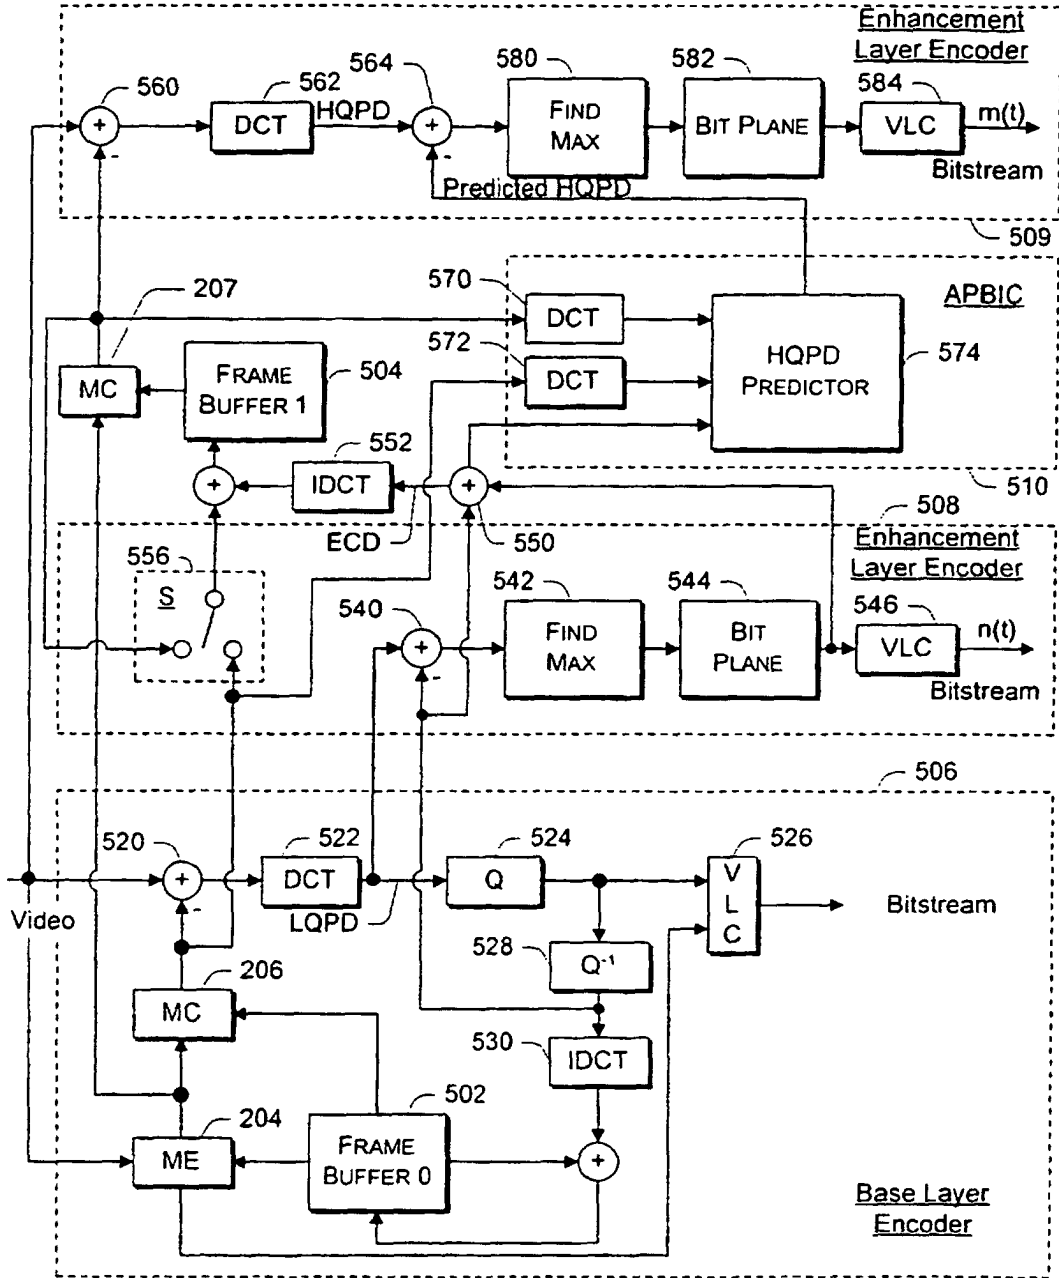 Enhancement
Layer Encoder
560
562
564
580
582
584
+
DCT
HQPD
+
FIND
MAX
BIT PLANE
VLC
m(t)
Bitstream
-
-
Predicted HQPD
509
207
570
APBIC
DCT
572
DCT
HQPD
PREDICTOR
574
MC
FRAME
BUFFER 1
504
552
+
IDCT
+
510
ECD
550
508
Enhancement
Layer Encoder
556
S
540
542
544
546
+
-
FIND
MAX
BIT
PLANE
VLC
n(t)
Bitstream
506
520
522
524
526
+
-
DCT
Q
V
L
C
Video
LQPD
Bitstream
528
Q⁻¹
206
MC
530
IDCT
502
204
ME
FRAME
BUFFER 0
+
Base Layer
Encoder